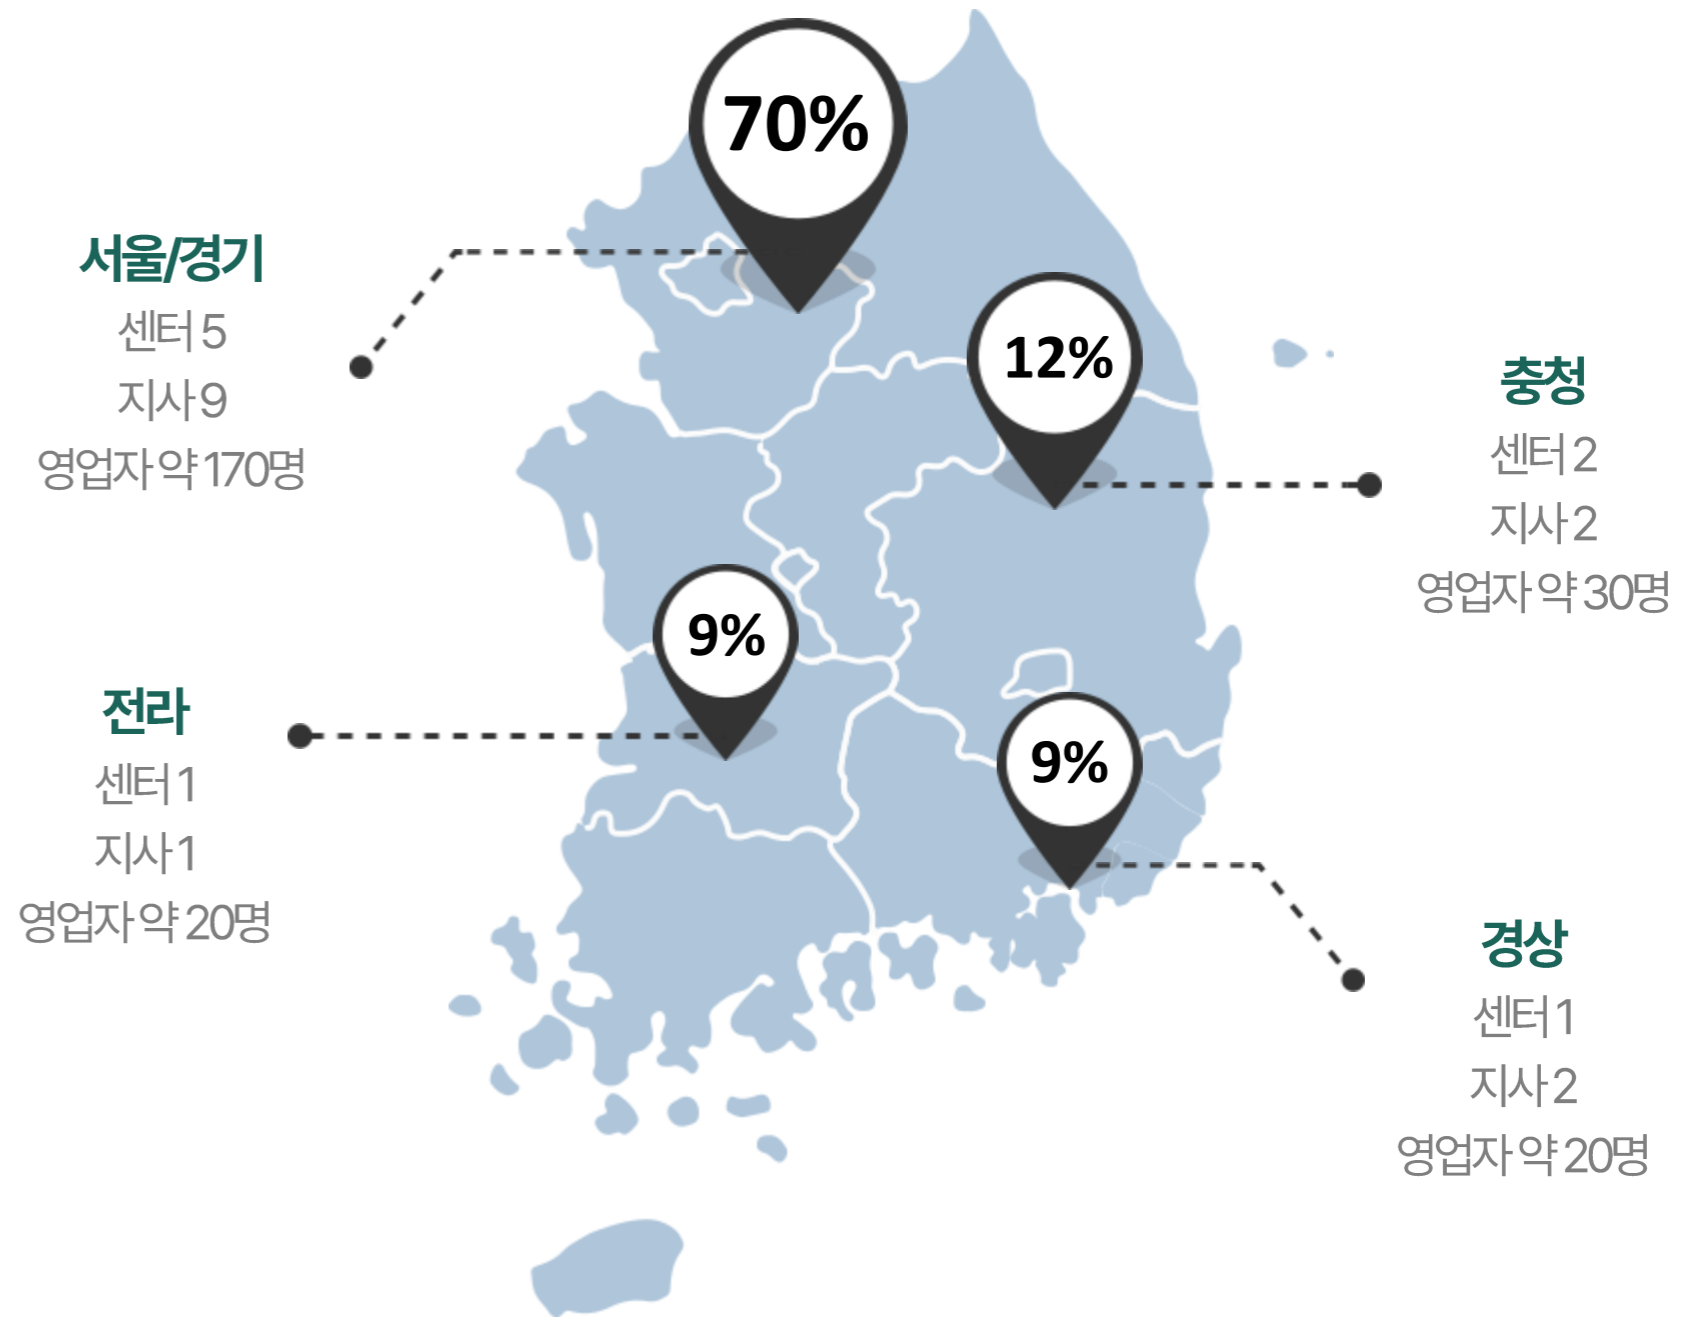 70%
서울/경기
센터 5
지사 9
영업자 약 170명
12%
충청
센터 2
지사 2
영업자 약 30명
9%
전라
센터 1
지사 1
영업자 약 20명
9%
경상
센터 1
지사 2
영업자 약 20명